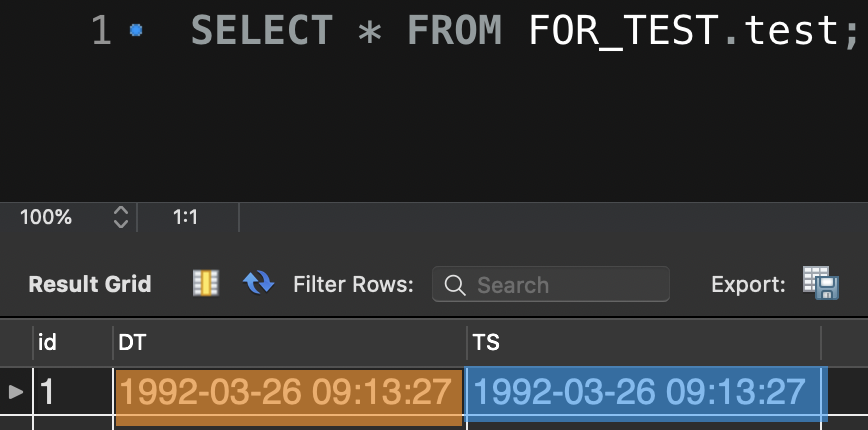 1 SELECT * FROM FOR_TEST.test;
100% 1:1
Result Grid Filter Rows: Search Export:
id DT TS
1 1992-03-26 09:13:27 1992-03-26 09:13:27